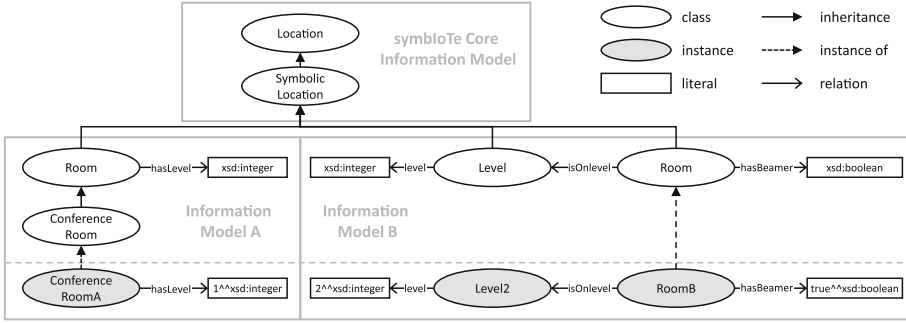 Location
symbIoTe Core
Information Model
Symbolic
Location
class
inheritance
instance
instance of
literal
relation
Room
hasLevel
xsd:integer
xsd:integer
level
Level
isOnlevel
Room
hasBeamer
xsd:boolean
Conference
Room
Information
Model A
Information
Model B
Conference
RoomA
hasLevel
1^^xsd:integer
2^^xsd:integer
level
Level2
isOnlevel
RoomB
hasBeamer
true^^xsd:boolean